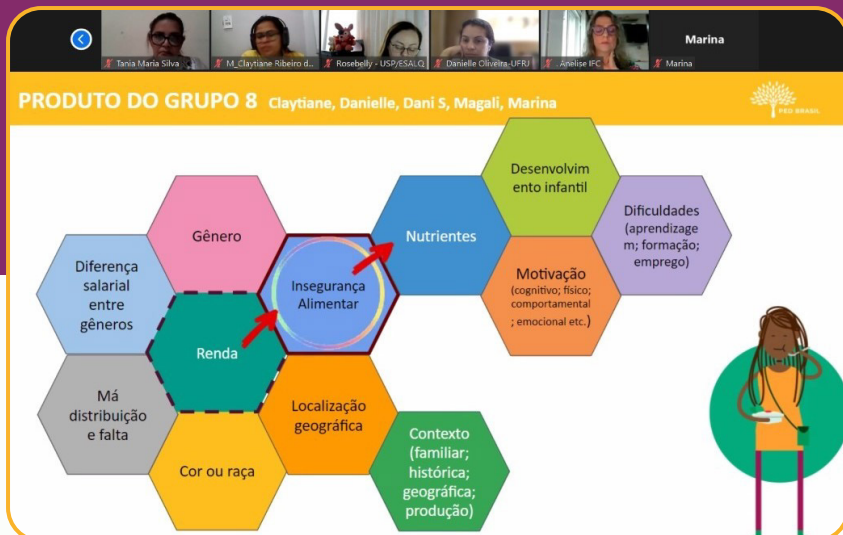 Tania Maria Silva
M_Claytiane Ribeiro d...
Rosebelly - USP/ESALQ
Danielle Oliveira-UFRJ
Anelise IFC
Marina
Marina
PRODUTO DO GRUPO 8 Claytiane, Danielle, Dani S, Magali, Marina
PED BRASIL
Diferença
salarial
entre
gêneros
Gênero
Má
distribuição
e falta
Renda
Cor ou raça
Insegurança
Alimentar
Localização
geográfica
Nutrientes
Contexto
(familiar;
histórica;
geográfica;
produção)
Desenvolvim
ento infantil
Motivação
(cognitivo; físico;
comportamental
; emocional etc.)
Dificuldades
(aprendizage
m; formação;
emprego)